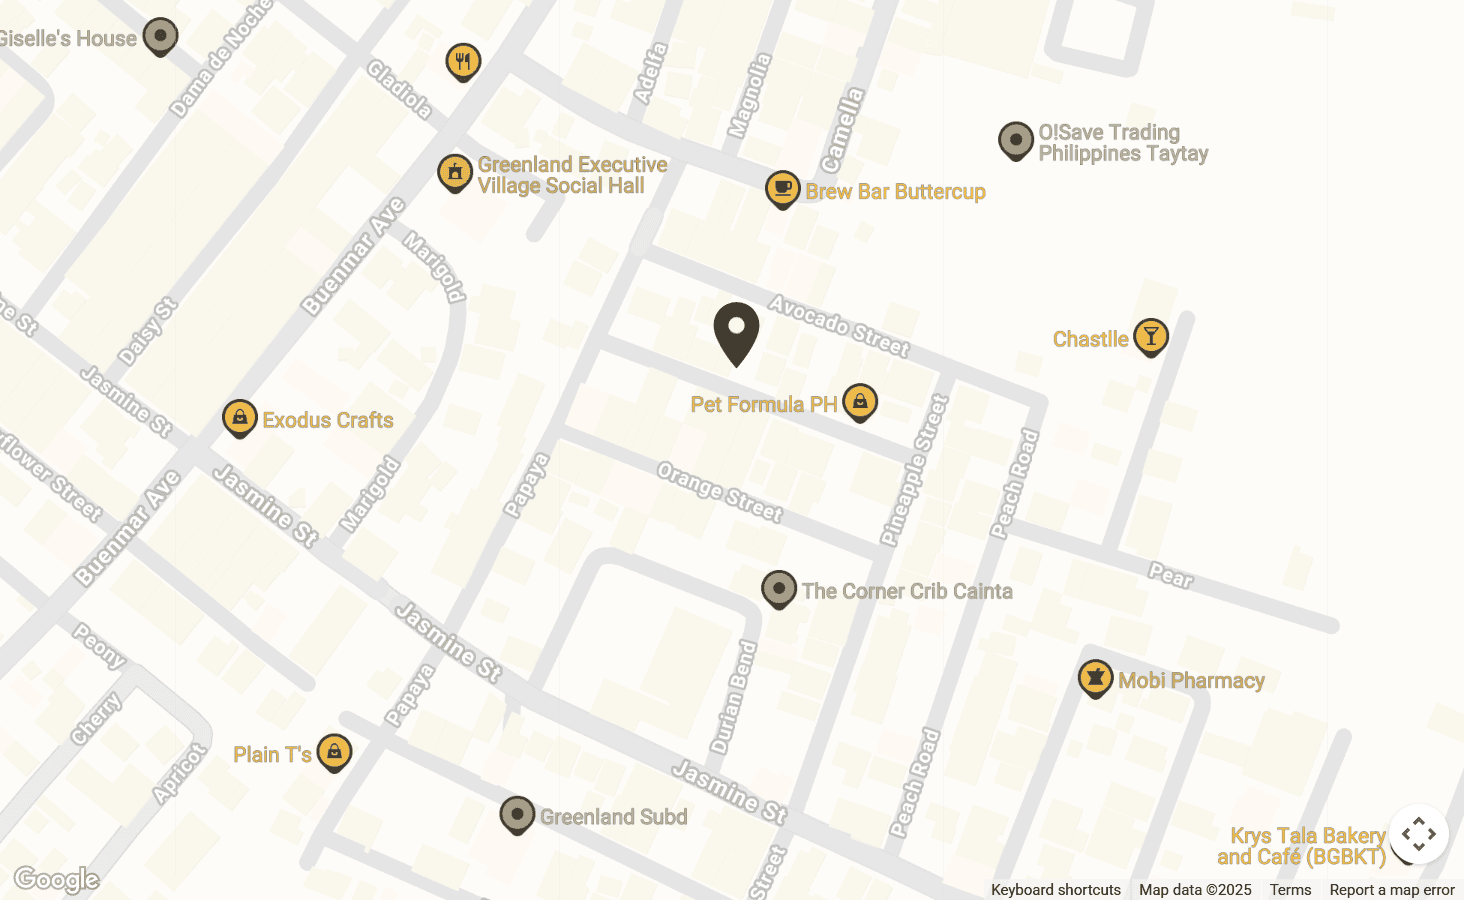 Giselle's House
Dama de Noche
Gladiola
Adelfa
Magnolia
Camella
O!Save Trading
Philippines Taytay
Greenland Executive
Village Social Hall
Brew Bar Buttercup
Buenmar Ave
Marigold
Avocado Street
Daisy St
Chastlle
Jasmine St
Pet Formula PH
Exodus Crafts
Pineapple Street
Peach Road
Papaya
Orange Street
Marigold
Jasmine St
Buenmar Ave
Pear
The Corner Crib Cainta
Jasmine St
Peony
Durian Bend
Papaya
Mobi Pharmacy
Cherry
Plain T's
Apricot
Peach Road
Jasmine St
Greenland Subd
Krys Tala Bakery
and Café (BGBKT)
Street
Google
Keyboard shortcuts
Map data ©2025
Terms
Report a map error